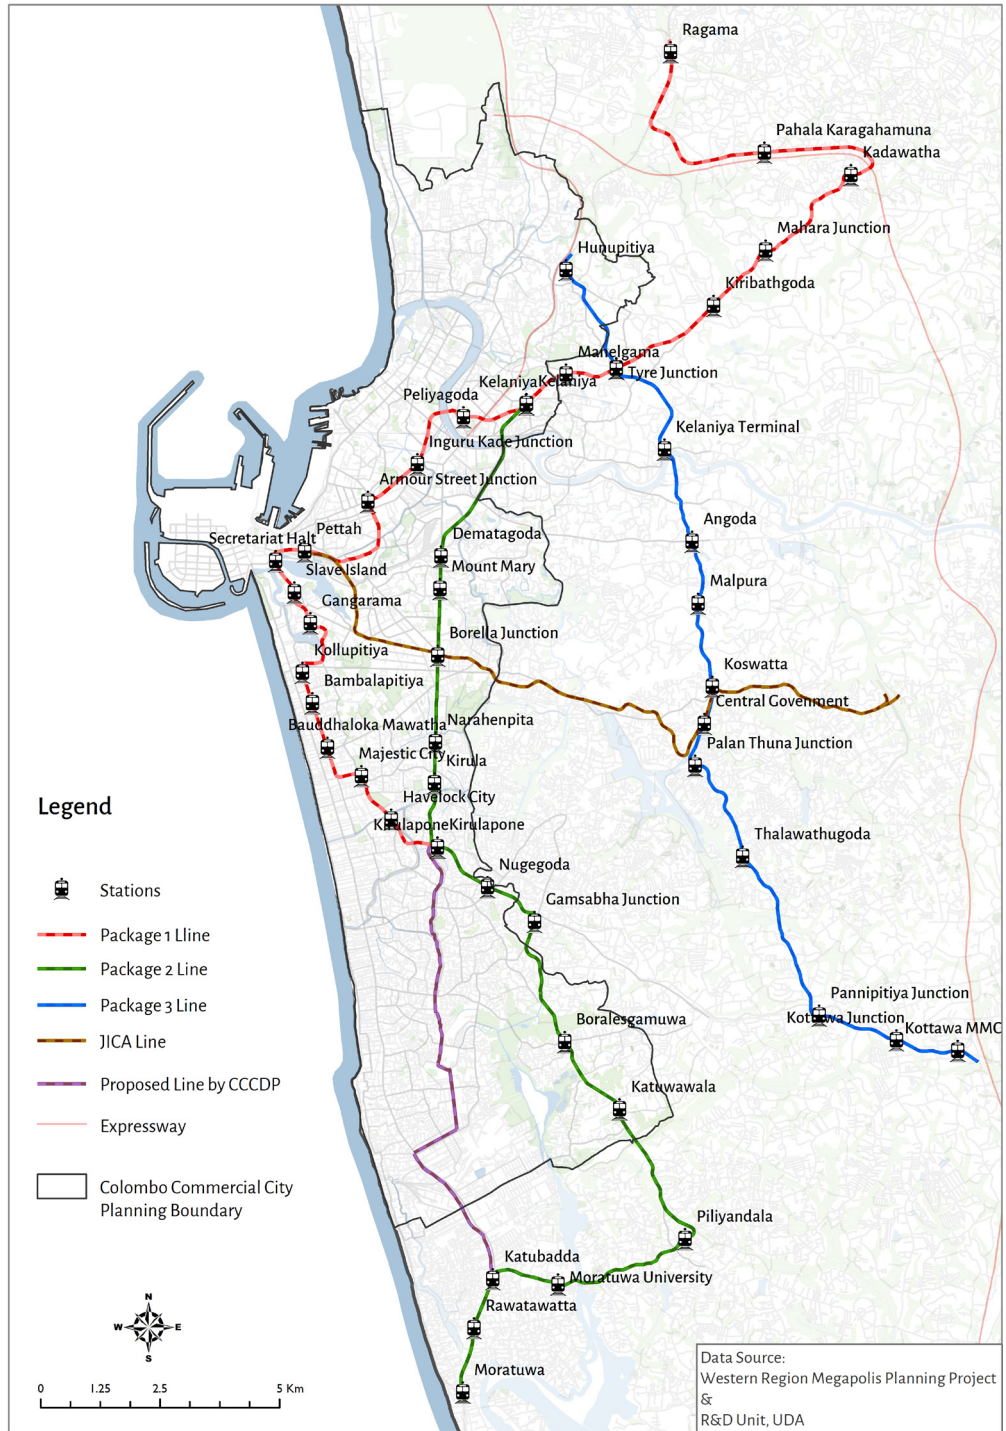 Ragama
Pahala Karagahamuna
Kadawatha
Mahara Junction
Hunupitiya
Kiribathgoda
Manelgama
Tyre Junction
KelaniyaKelaniya
Peliyagoda
Kelaniya Terminal
Inguru Kade Junction
Armour Street Junction
Angoda
Pettah
Dematagoda
Secretariat Halt
Mount Mary
Slave Island
Malpura
Gangarama
Borella Junction
Kollupitiya
Koswatta
Bambalapitiya
Central Govenment
Bauddhaloka Mawatha
Narahenpita
Palan Thuna Junction
Majestic City
Kirula
Havelock City
KirulaponeKirulapone
Thalawathugoda
Nugegoda
Gamsabha Junction
Pannipitiya Junction
Kottawa Junction
Kottawa MMC
Boralesgamuwa
Katuwawala
Piliyandala
Katubadda
Moratuwa University
Rawatawatta
Moratuwa
Legend
Stations
Package 1 Lline
Package 2 Line
Package 3 Line
JICA Line
Proposed Line by CCCDP
Expressway
Colombo Commercial City
Planning Boundary
N
W E
S
0 1.25 2.5 5 Km
Data Source:
Western Region Megapolis Planning Project
&
R&D Unit, UDA